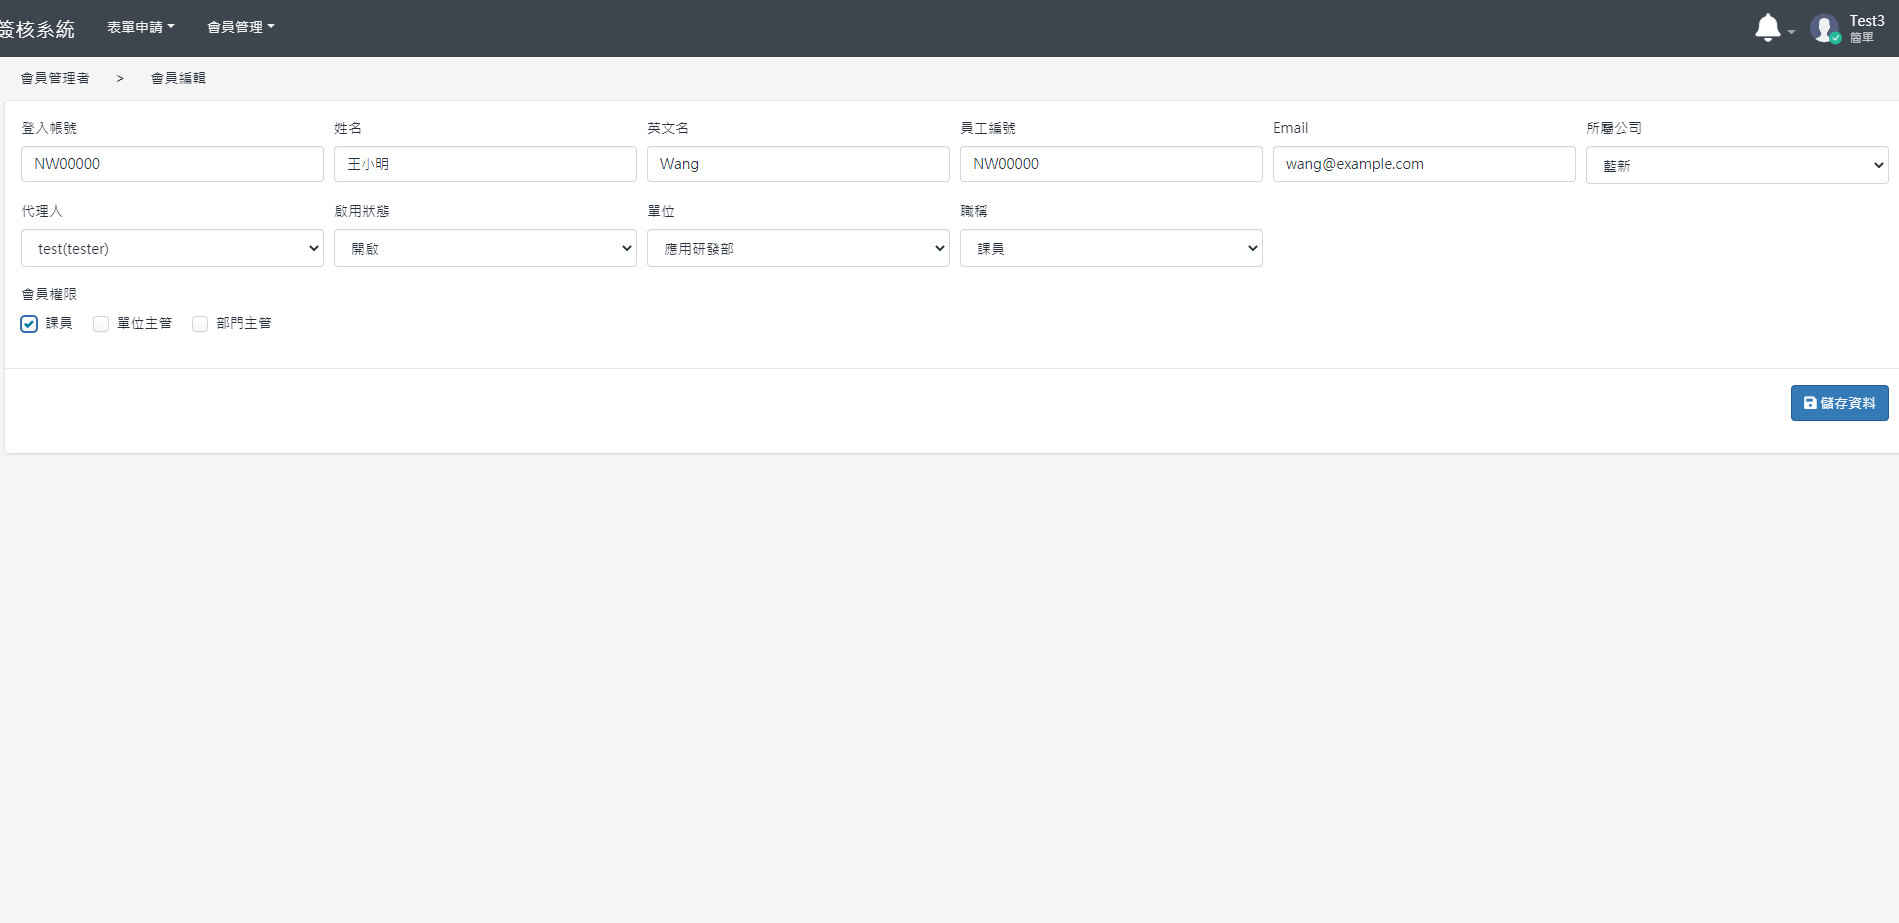 簽核系統 表單申請 會員管理 Test3
簡單
會員管理者 > 會員編輯
登入帳號 姓名 英文名 員工編號 Email 所屬公司
NW00000 王小明 Wang NW00000 wang@example.com 藍新
代理人 啟用狀態 單位 職稱
test(tester) 開啟 應用研發部 課員
會員權限
課員 單位主管 部門主管
儲存資料